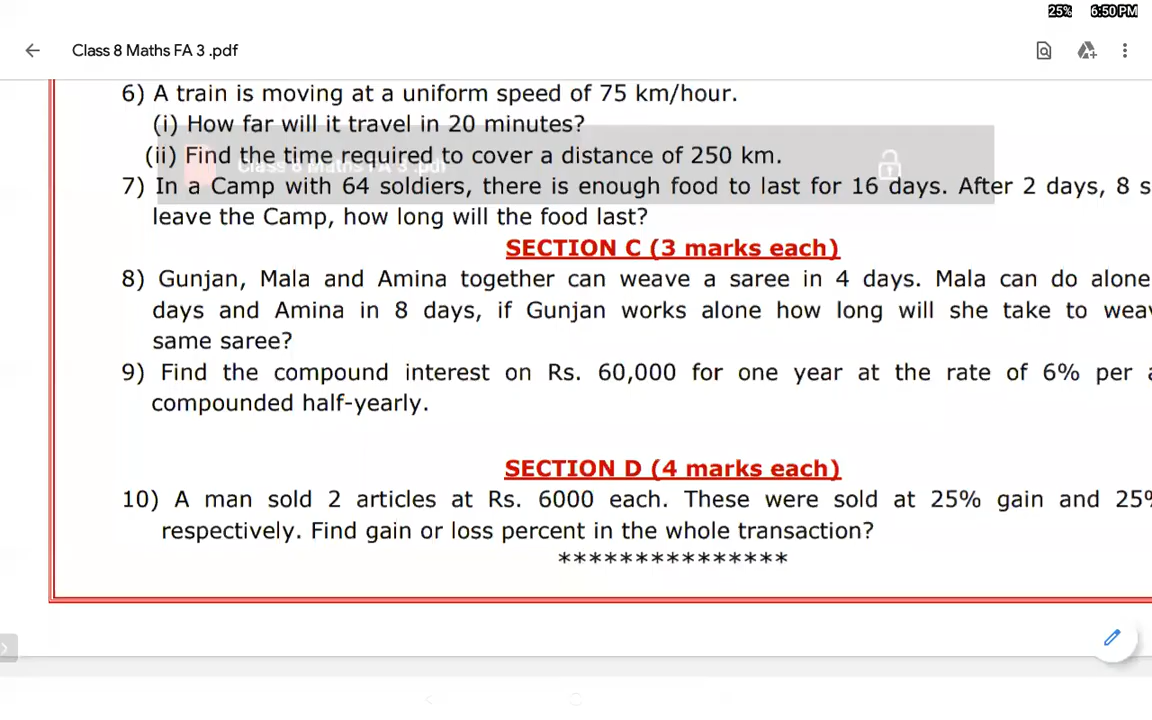 25% 6:50 PM
Class 8 Maths FA 3 .pdf
6) A train is moving at a uniform speed of 75 km/hour.
(i) How far will it travel in 20 minutes?
Class 8 Maths FA 3 .pdf
(ii) Find the time required to cover a distance of 250 km.
7) In a Camp with 64 soldiers, there is enough food to last for 16 days. After 2 days, 8 s
leave the Camp, how long will the food last?
SECTION C (3 marks each)
8) Gunjan, Mala and Amina together can weave a saree in 4 days. Mala can do alone
days and Amina in 8 days, if Gunjan works alone how long will she take to wea
same saree?
9) Find the compound interest on Rs. 60,000 for one year at the rate of 6% per a
compounded half-yearly.
SECTION D (4 marks each)
10) A man sold 2 articles at Rs. 6000 each. These were sold at 25% gain and 25%
respectively. Find gain or loss percent in the whole transaction?
***************